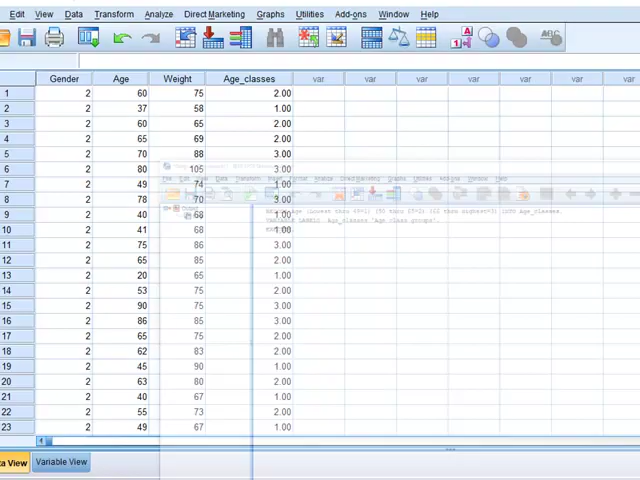 Edit View Data Transform Analyze Direct Marketing Graphs Utilities Add-ons Window Help
Gender Age Weight Age_classes var var var var var var var
1 2 60 75 2.00
2 2 37 58 1.00
3 2 60 65 2.00
4 2 65 69 2.00
5 2 70 88 3.00
6 2 80 105 3.00
7 2 49 74 1.00
8 2 78 70 3.00
9 2 40 68 1.00
10 2 41 68 1.00
11 2 75 86 3.00
12 2 65 85 2.00
13 2 20 65 1.00
14 2 53 75 2.00
15 2 90 75 3.00
16 2 86 85 3.00
17 2 65 75 2.00
18 2 62 83 2.00
19 2 45 90 1.00
20 2 63 80 2.00
21 2 40 67 1.00
22 2 55 73 2.00
23 2 49 67 1.00
ta View Variable View